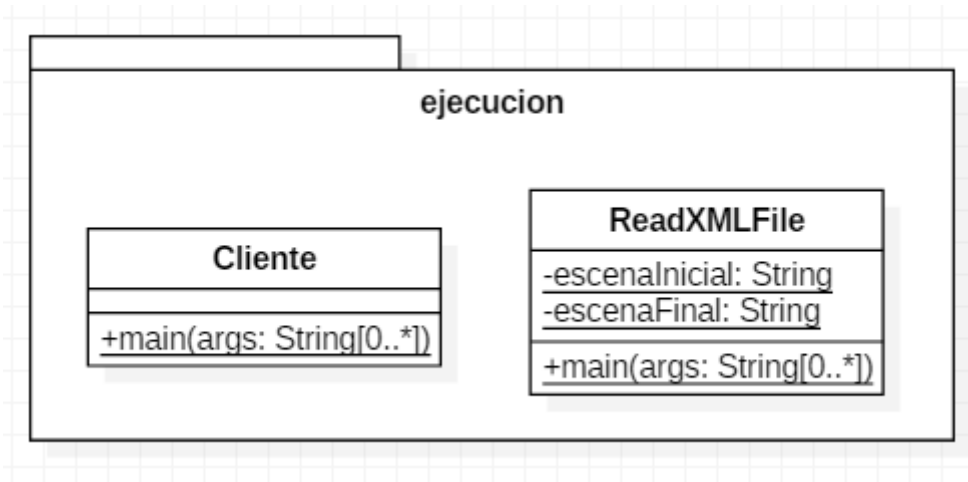 ejecucion
Cliente
+main(args: String[0..*])
ReadXMLFile
-escenaInicial: String
-escenaFinal: String
+main(args: String[0..*])